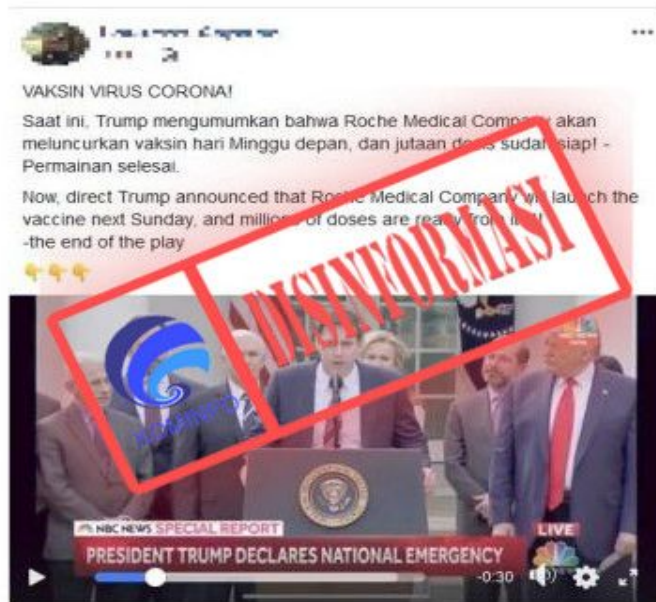 VAKSIN VIRUS CORONA!
Saat ini, Trump mengumumkan bahwa Roche Medical Company akan
meluncurkan vaksin hari Minggu depan, dan jutaan dosis sudah siap! -
Permainan selesai.
Now, direct Trump announced that Roche Medical Company will launch the
vaccine next Sunday, and millions of doses are ready from it!!!
-the end of the play
DISINFORMASI
KOMINFO
NBC NEWS SPECIAL REPORT
LIVE
PRESIDENT TRUMP DECLARES NATIONAL EMERGENCY
-0:30